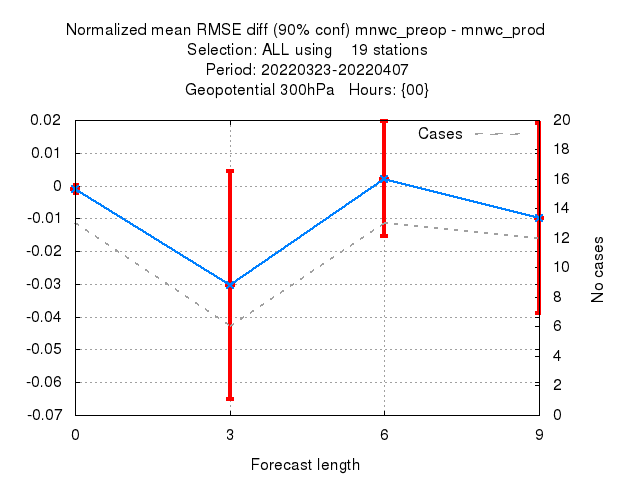 Normalized mean RMSE diff (90% conf) mnwc_preop - mnwc_prod
Selection: ALL using 19 stations
Period: 20220323-20220407
Geopotential 300hPa Hours: {00}
Cases
0.02
0.01
0
-0.01
-0.02
-0.03
-0.04
-0.05
-0.06
-0.07
20
18
16
14
12
10
8
6
4
2
0
No cases
0 3 6 9
Forecast length